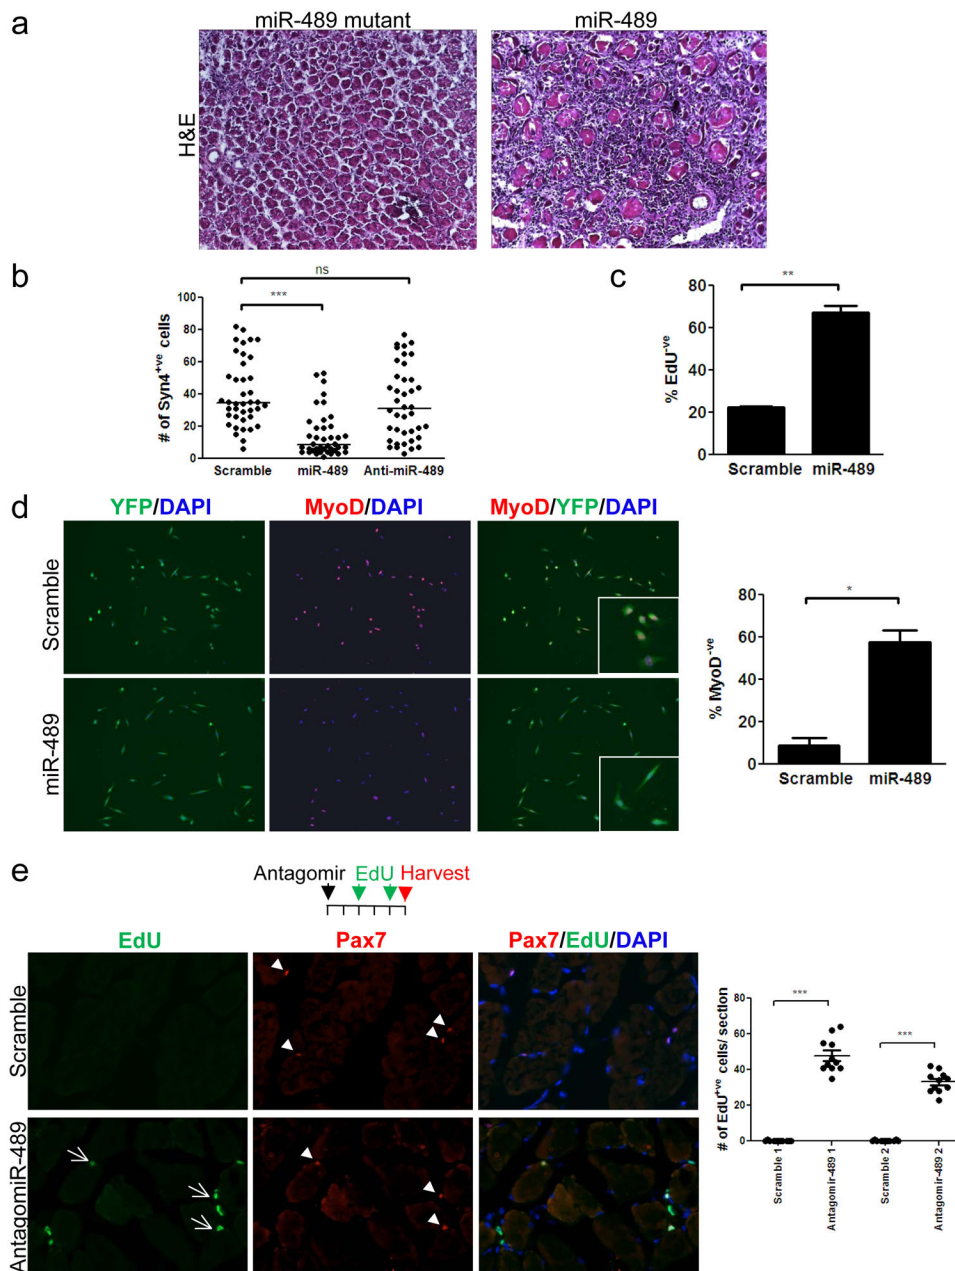 a
miR-489 mutant
miR-489
H&E
b
ns
***
# of Syn4+ve cells
100
80
60
40
20
0
Scramble
miR-489
Anti-miR-489
c
**
% EdU-ve
80
60
40
20
0
Scramble
miR-489
d
YFP/DAPI
MyoD/DAPI
MyoD/YFP/DAPI
Scramble
miR-489
*
% MyoD-ve
80
60
40
20
0
Scramble
miR-489
e
Antagomir
EdU
Harvest
EdU
Pax7
Pax7/EdU/DAPI
Scramble
AntagomiR-489
***
***
# of EdU+ve cells/ section
80
60
40
20
0
Scramble 1
Antagomir-489 1
Scramble 2
Antagomir-489 2